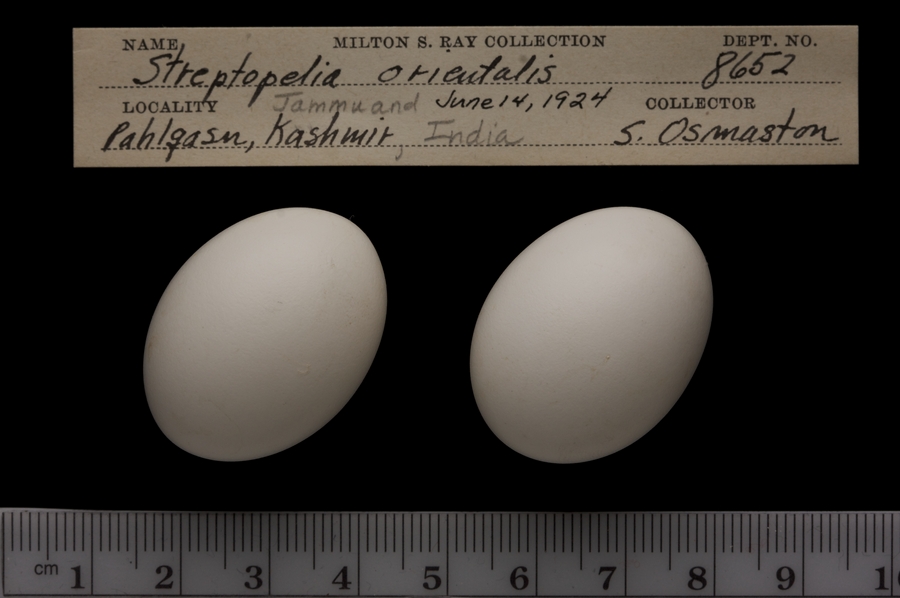 NAME MILTON S. RAY COLLECTION DEPT. NO.
Streptopelia orientalis 8652
LOCALITY Jammu and June 14, 1924 COLLECTOR
Pahlgasn, Kashmir, India S. Osmaston
cm 1 2 3 4 5 6 7 8 9 1